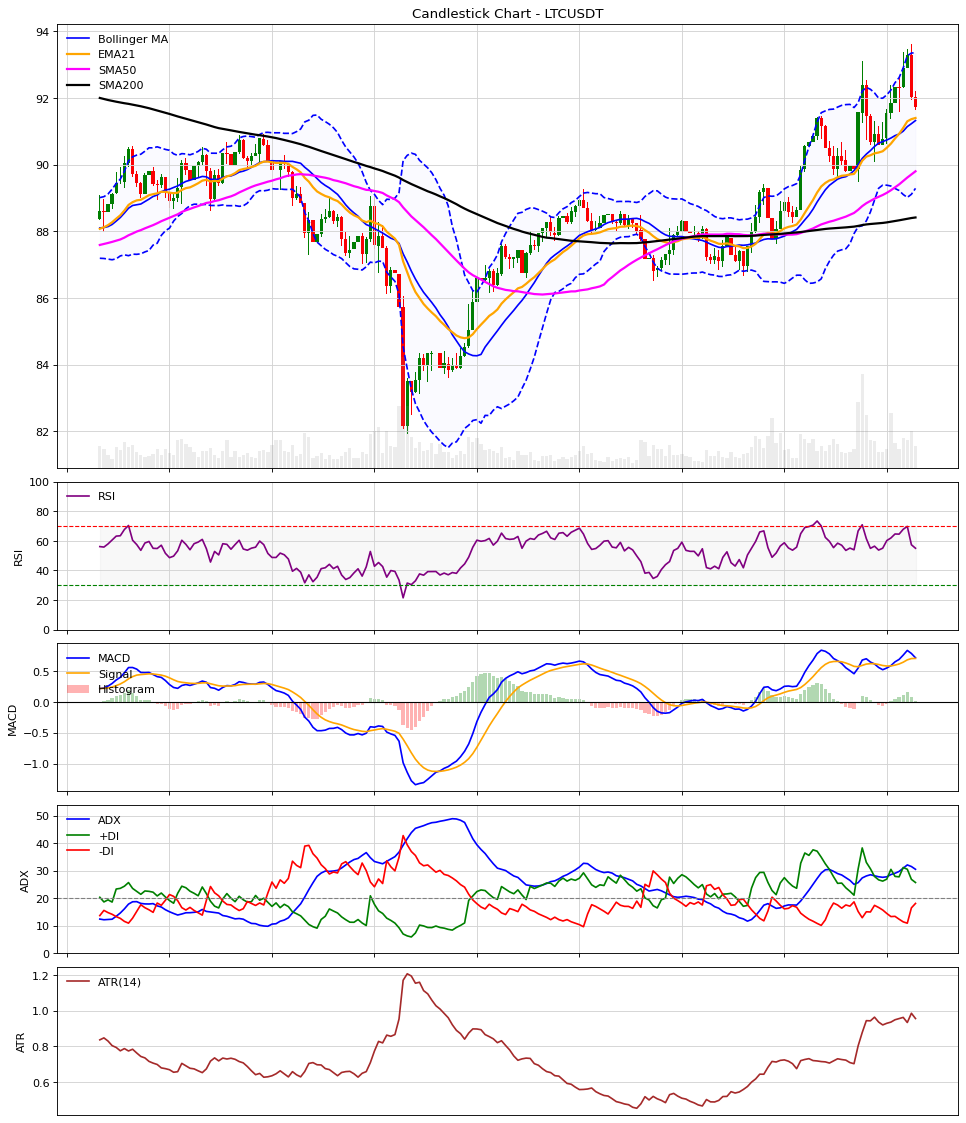 Candlestick Chart - LTCUSDT
94
92
90
88
86
84
82
Bollinger MA
EMA21
SMA50
SMA200
100
80
60
40
20
0
RSI
RSI
0.5
0.0
−0.5
−1.0
MACD
MACD
Signal
Histogram
50
40
30
20
10
0
ADX
ADX
+DI
-DI
1.2
1.0
0.8
0.6
ATR
ATR(14)